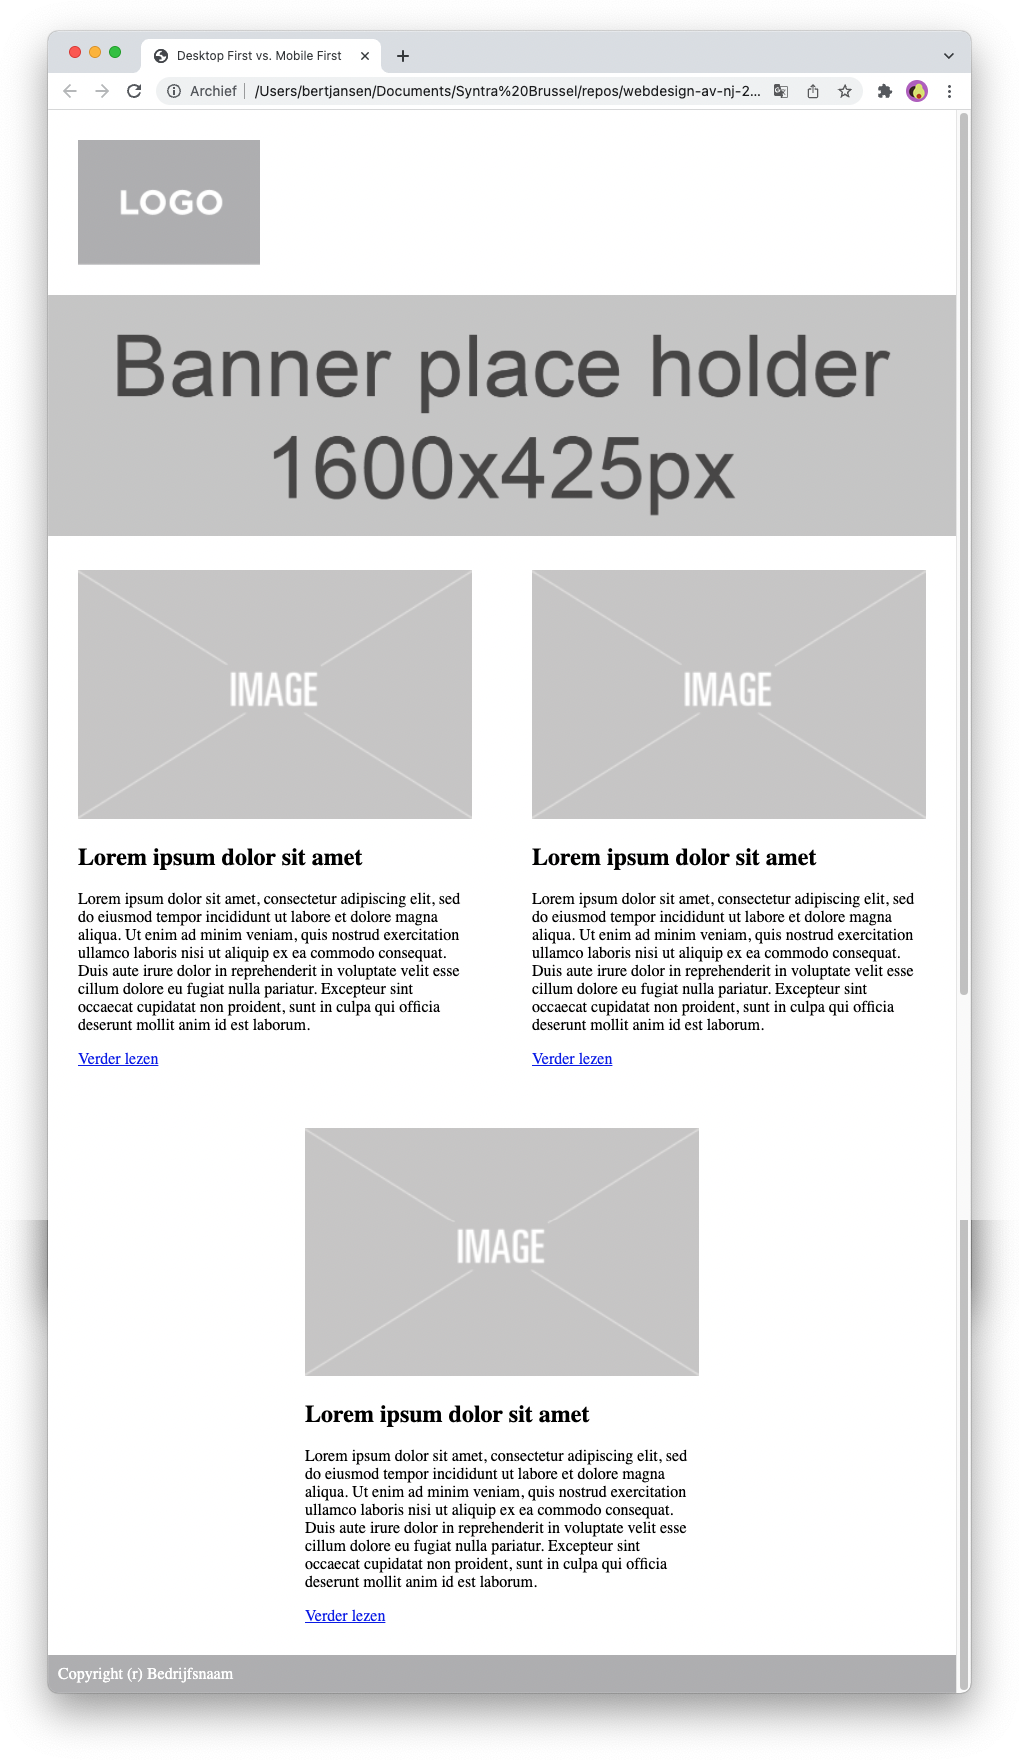 Desktop First vs. Mobile First
Archief
/Users/bertjansen/Documents/Syntra%20Brussel/repos/webdesign-av-nj-2...
LOGO
Banner place holder
1600x425px
IMAGE
Lorem ipsum dolor sit amet
Lorem ipsum dolor sit amet, consectetur adipiscing elit, sed
do eiusmod tempor incididunt ut labore et dolore magna
aliqua. Ut enim ad minim veniam, quis nostrud exercitation
ullamco laboris nisi ut aliquip ex ea commodo consequat.
Duis aute irure dolor in reprehenderit in voluptate velit esse
cillum dolore eu fugiat nulla pariatur. Excepteur sint
occaecat cupidatat non proident, sunt in culpa qui officia
deserunt mollit anim id est laborum.
Verder lezen
IMAGE
Lorem ipsum dolor sit amet
Lorem ipsum dolor sit amet, consectetur adipiscing elit, sed
do eiusmod tempor incididunt ut labore et dolore magna
aliqua. Ut enim ad minim veniam, quis nostrud exercitation
ullamco laboris nisi ut aliquip ex ea commodo consequat.
Duis aute irure dolor in reprehenderit in voluptate velit esse
cillum dolore eu fugiat nulla pariatur. Excepteur sint
occaecat cupidatat non proident, sunt in culpa qui officia
deserunt mollit anim id est laborum.
Verder lezen
IMAGE
Lorem ipsum dolor sit amet
Lorem ipsum dolor sit amet, consectetur adipiscing elit, sed
do eiusmod tempor incididunt ut labore et dolore magna
aliqua. Ut enim ad minim veniam, quis nostrud exercitation
ullamco laboris nisi ut aliquip ex ea commodo consequat.
Duis aute irure dolor in reprehenderit in voluptate velit esse
cillum dolore eu fugiat nulla pariatur. Excepteur sint
occaecat cupidatat non proident, sunt in culpa qui officia
deserunt mollit anim id est laborum.
Verder lezen
Copyright (r) Bedrijfsnaam